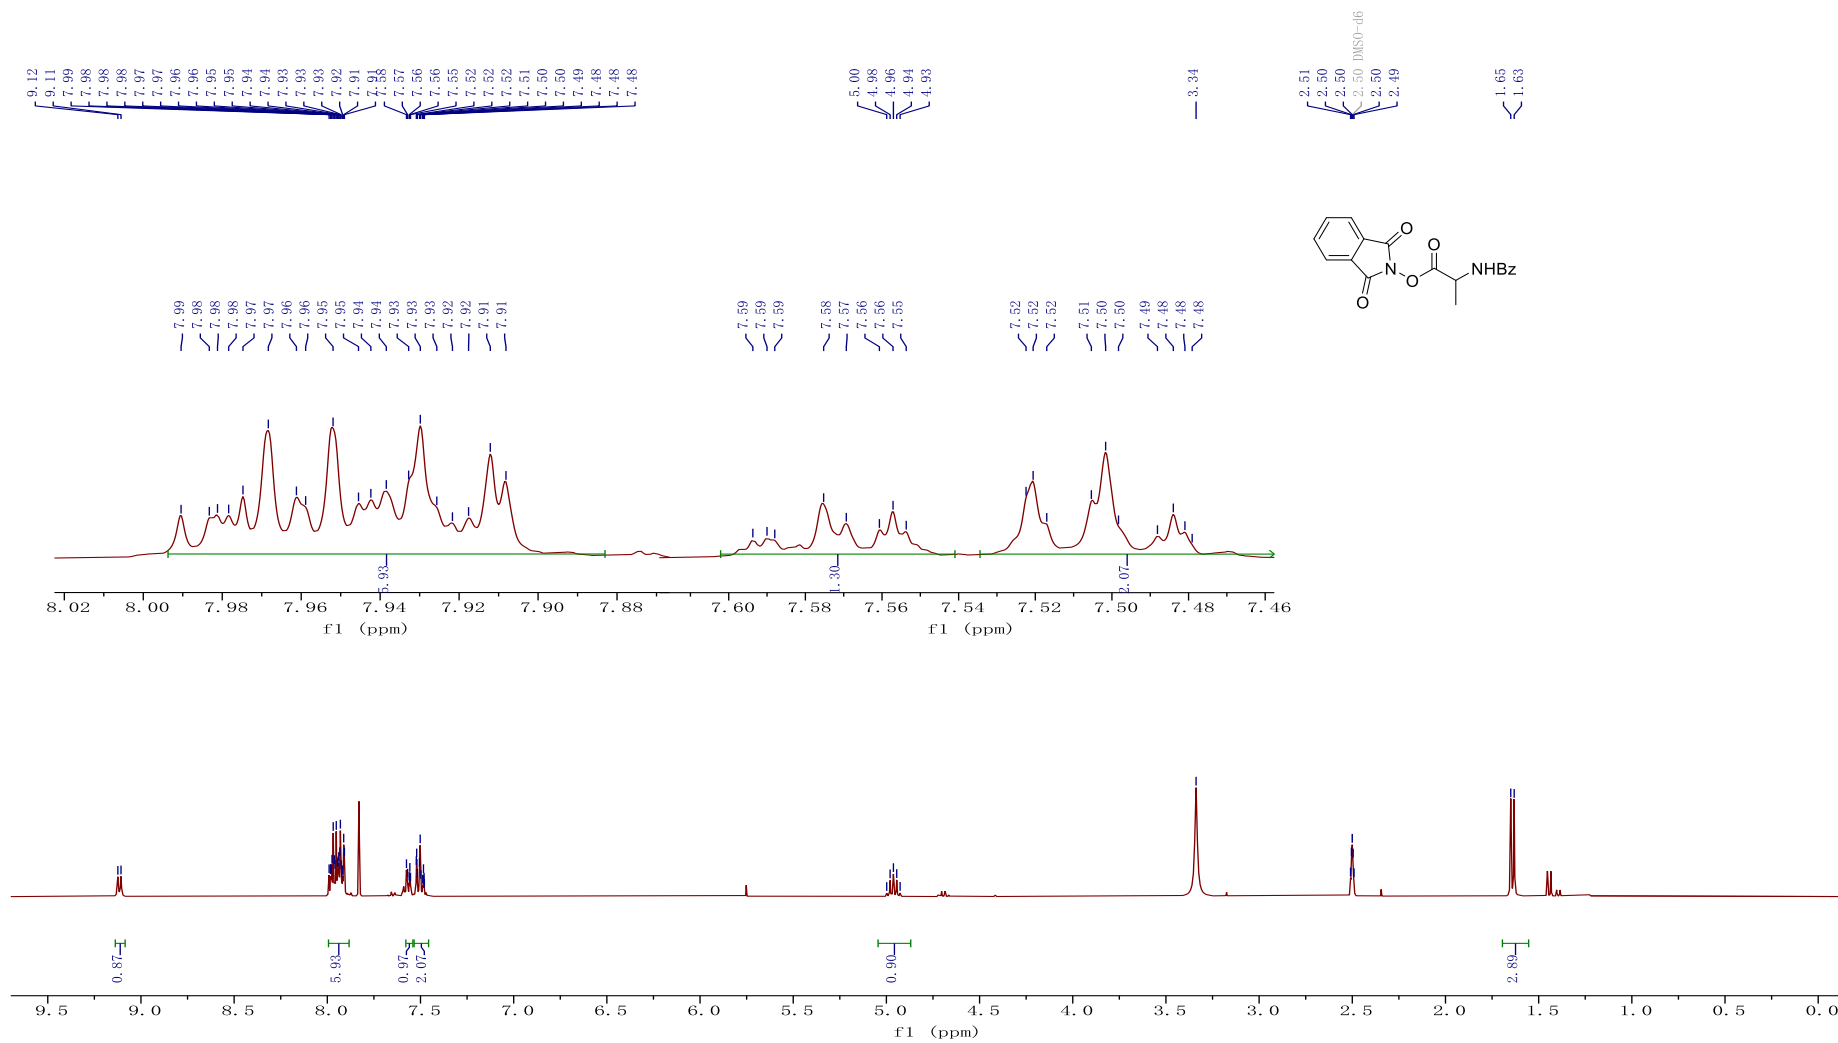 9.12 9.11 7.99 7.98 7.98 7.98 7.97 7.97 7.96 7.96 7.95 7.95 7.94 7.94 7.93 7.93 7.93 7.92 7.91 7.91 7.58 7.57 7.56 7.56 7.55 7.52 7.52 7.52 7.51 7.50 7.50 7.49 7.48 7.48 7.48 5.00 4.98 4.96 4.94 4.93 3.34 2.51 2.50 2.50 2.50 DMSO-d6 2.50 2.49 1.65 1.63
O
O
N
O
O
NHBz
O
7.99 7.98 7.98 7.98 7.97 7.97 7.96 7.96 7.95 7.95 7.94 7.94 7.93 7.93 7.93 7.92 7.92 7.91 7.91 7.59 7.59 7.59 7.58 7.57 7.56 7.56 7.55 7.52 7.52 7.52 7.51 7.50 7.50 7.49 7.48 7.48 7.48
5.93 1.30 2.07
8.02 8.00 7.98 7.96 7.94 7.92 7.90 7.88 7.60 7.58 7.56 7.54 7.52 7.50 7.48 7.46
f1 (ppm) f1 (ppm)
0.87 5.93 0.97 2.07 0.90 2.89
9.5 9.0 8.5 8.0 7.5 7.0 6.5 6.0 5.5 5.0 4.5 4.0 3.5 3.0 2.5 2.0 1.5 1.0 0.5 0.0
f1 (ppm)